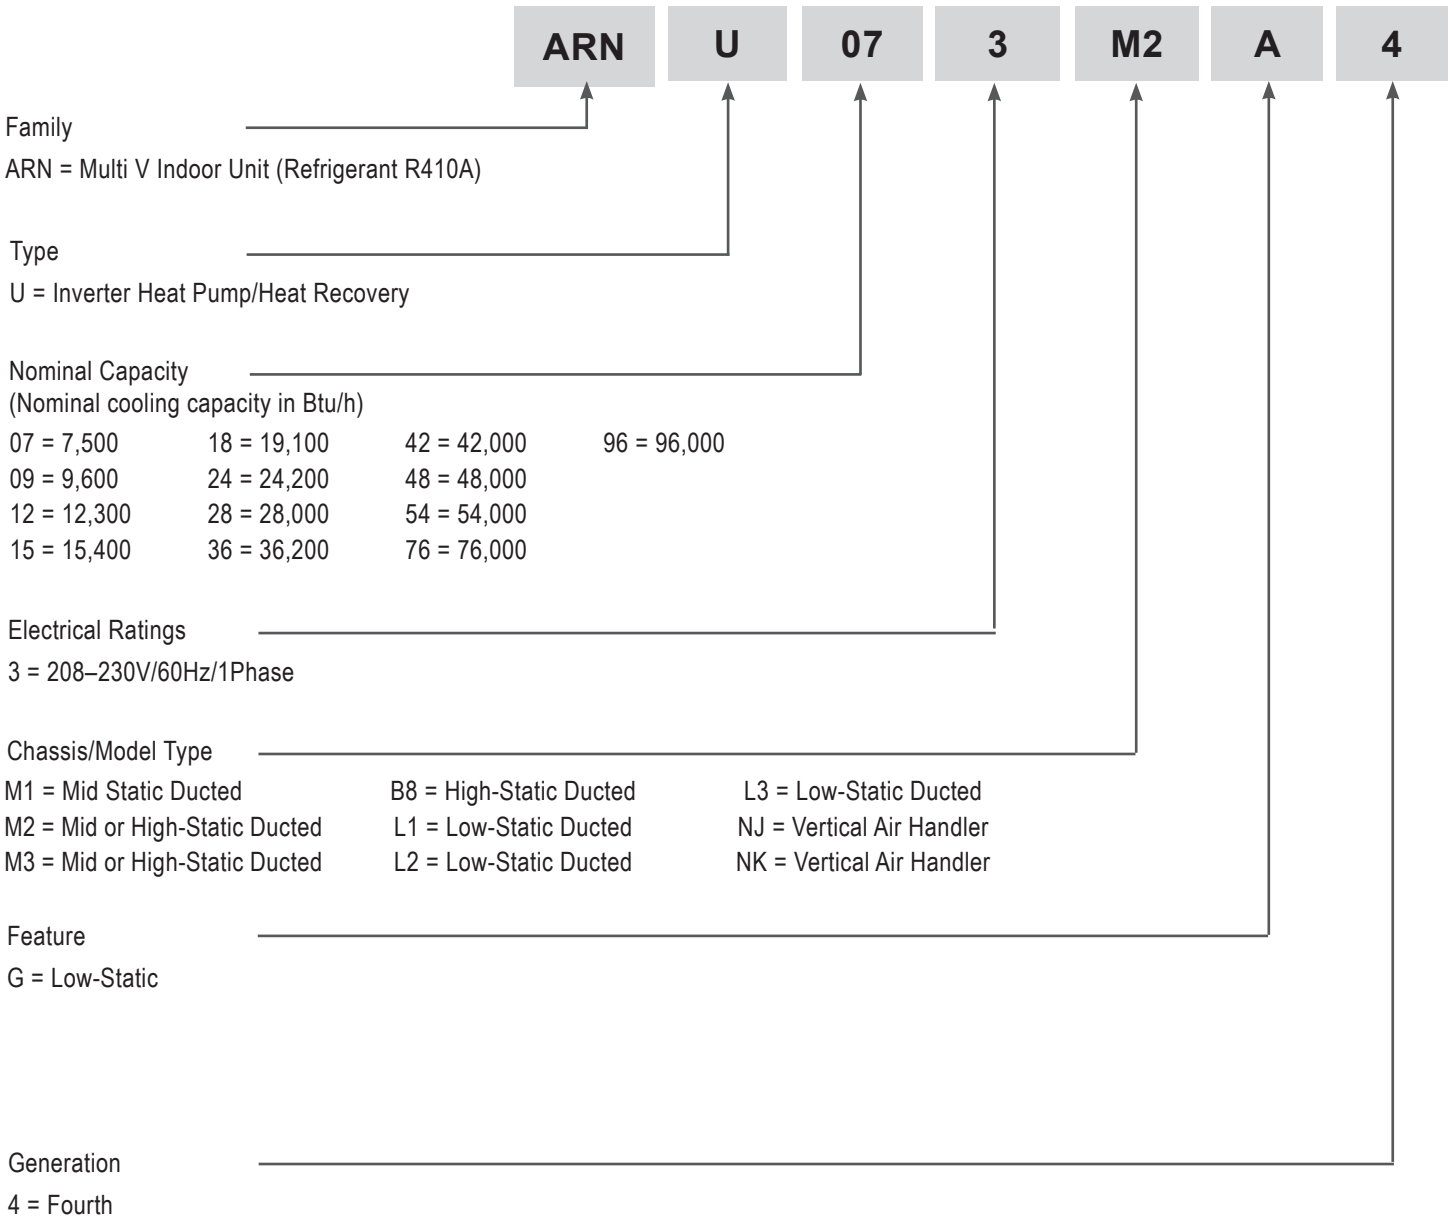 ARN U 07 3 M2 A 4
Family
ARN = Multi V Indoor Unit (Refrigerant R410A)
Type
U = Inverter Heat Pump/Heat Recovery
Nominal Capacity
(Nominal cooling capacity in Btu/h)
07 = 7,500 18 = 19,100 42 = 42,000 96 = 96,000
09 = 9,600 24 = 24,200 48 = 48,000
12 = 12,300 28 = 28,000 54 = 54,000
15 = 15,400 36 = 36,200 76 = 76,000
Electrical Ratings
3 = 208–230V/60Hz/1Phase
Chassis/Model Type
M1 = Mid Static Ducted B8 = High-Static Ducted L3 = Low-Static Ducted
M2 = Mid or High-Static Ducted L1 = Low-Static Ducted NJ = Vertical Air Handler
M3 = Mid or High-Static Ducted L2 = Low-Static Ducted NK = Vertical Air Handler
Feature
G = Low-Static
Generation
4 = Fourth